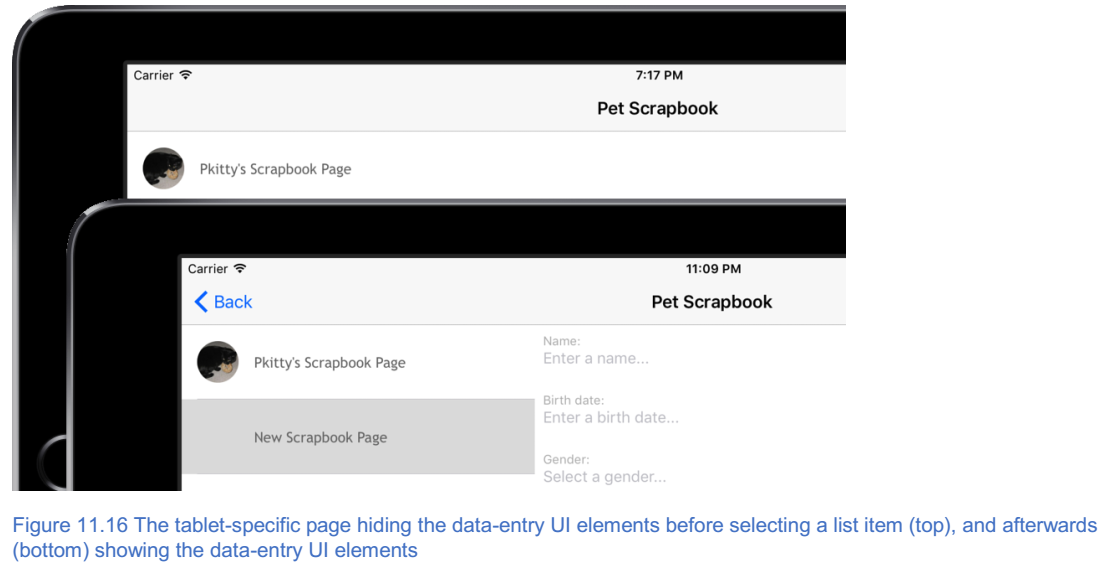 Carrier 7:17 PM
Pet Scrapbook
Pkitty's Scrapbook Page
Carrier 11:09 PM
Back Pet Scrapbook
Name:
Pkitty's Scrapbook Page Enter a name...
Birth date:
Enter a birth date...
New Scrapbook Page
Gender:
Select a gender...
Figure 11.16 The tablet-specific page hiding the data-entry UI elements before selecting a list item (top), and afterwards
(bottom) showing the data-entry UI elements